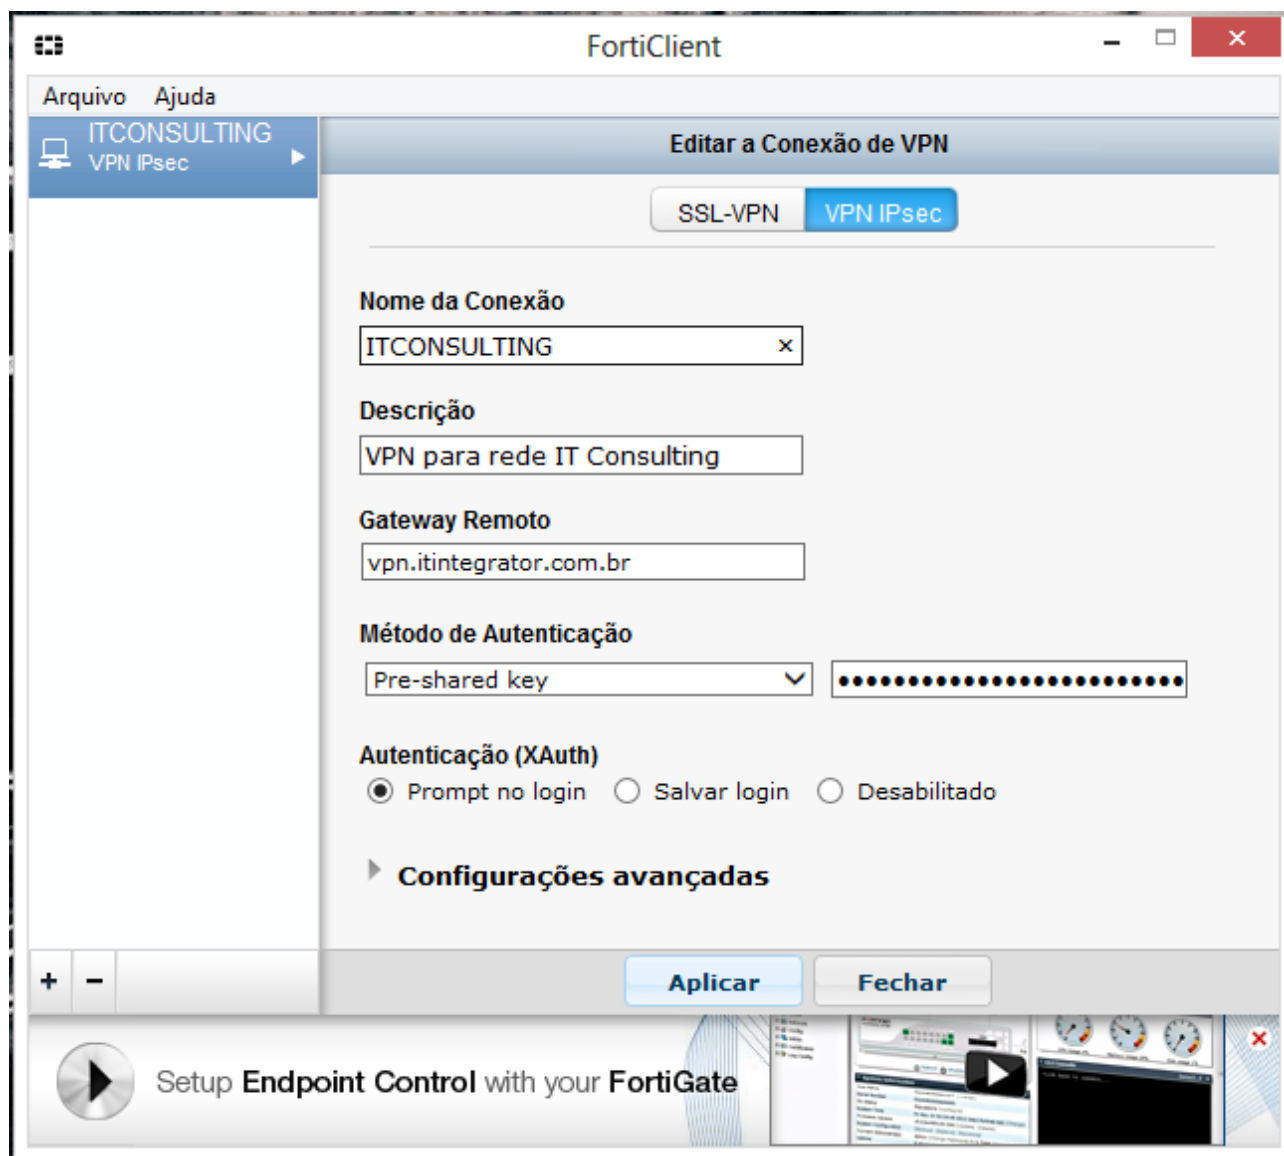 FortiClient
Arquivo Ajuda
ITCONSULTING
VPN IPsec
Editar a Conexão de VPN
SSL-VPN VPN IPsec
Nome da Conexão
ITCONSULTING
Descrição
VPN para rede IT Consulting
Gateway Remoto
vpn.itintegrator.com.br
Método de Autenticação
Pre-shared key
Autenticação (XAuth)
Prompt no login Salvar login Desabilitado
Configurações avançadas
Aplicar Fechar
Setup Endpoint Control with your FortiGate